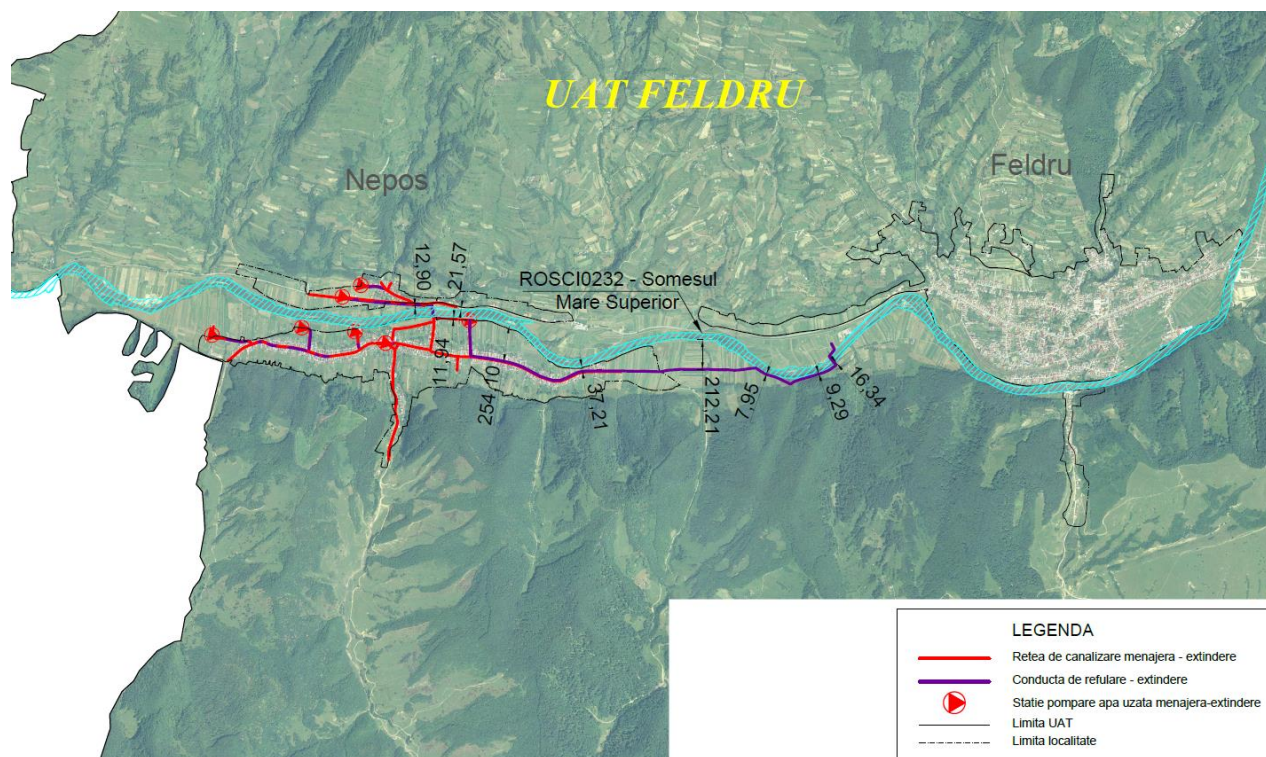 UAT FELDRU
Nepos
Feldru
12,60
21,57
ROSCI0232 - Somesul
Mare Superior
11,94
254,10
37,21
212,21
7,95
9,29
16,34
LEGENDA
Retea de canalizare menajera - extindere
Conducta de refulare - extindere
Statie pompare apa uzata menajera-extindere
Limita UAT
Limita localitate